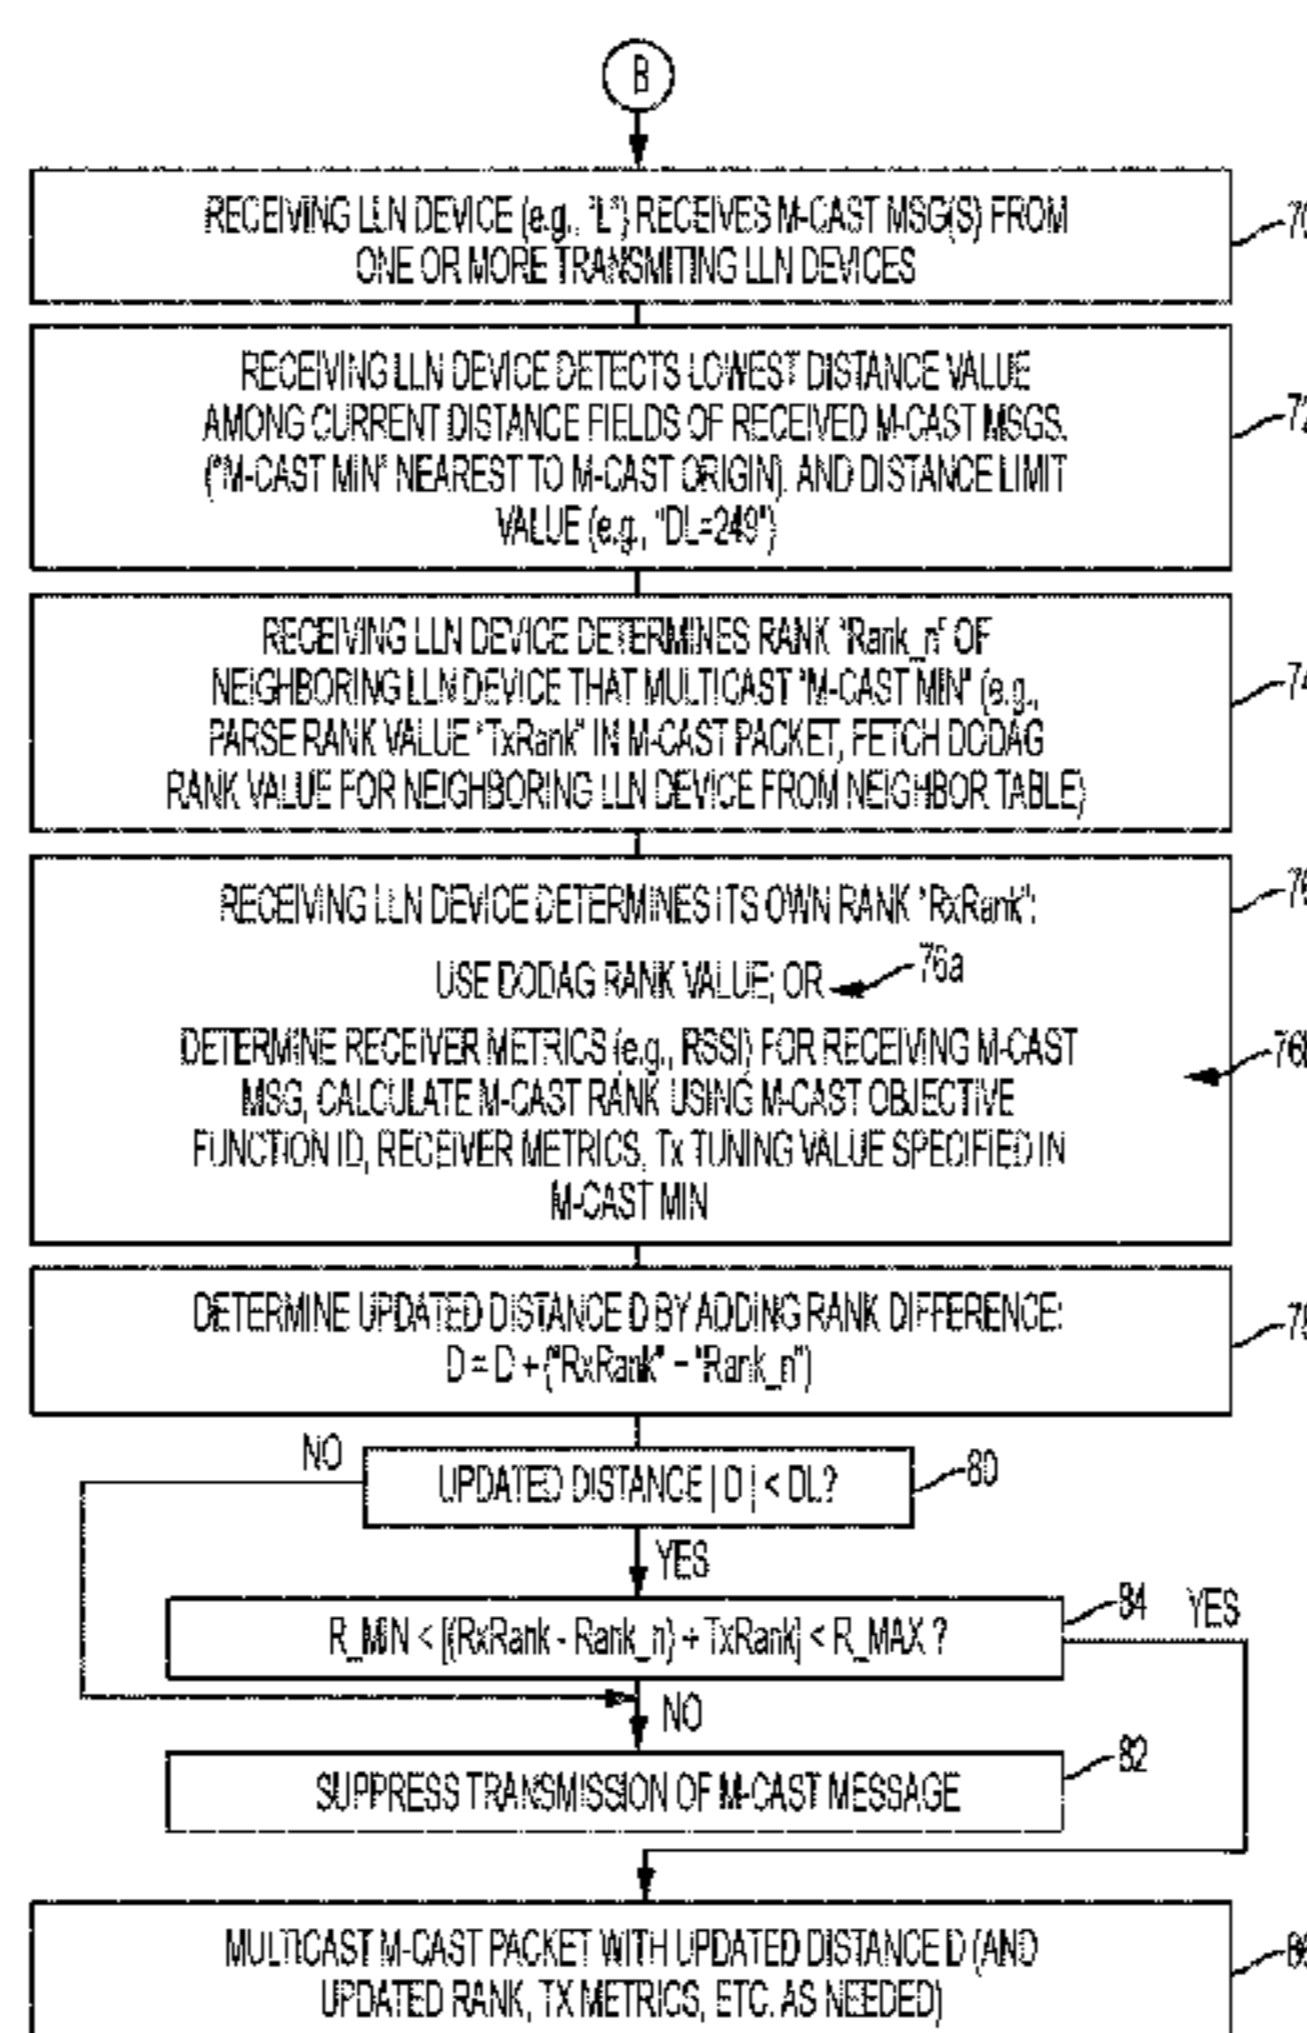 B
RECEIVING LLN DEVICE (e.g., "L") RECEIVES M-CAST MSG(S) FROM
ONE OR MORE TRANSMITING LLN DEVICES
RECEIVING LLN DEVICE DETECTS LOWEST DISTANCE VALUE
AMONG CURRENT DISTANCE FIELDS OF RECEIVED M-CAST MSGS.
("M-CAST MIN" NEAREST TO M-CAST ORIGIN), AND DISTANCE LIMIT
VALUE (e.g., "DL=249")
RECEIVING LLN DEVICE DETERMINES RANK "Rank_n" OF
NEIGHBORING LLN DEVICE THAT MULTICAST "M-CAST MIN" (e.g.,
PARSE RANK VALUE "TxRank" IN M-CAST PACKET, FETCH DODAG
RANK VALUE FOR NEIGHBORING LLN DEVICE FROM NEIGHBOR TABLE)
RECEIVING LLN DEVICE DETERMINES ITS OWN RANK "RxRank":
USE DODAG RANK VALUE; OR
76a
DETERMINE RECEIVER METRICS (e.g., RSSI) FOR RECEIVING M-CAST
MSG, CALCULATE M-CAST RANK USING M-CAST OBJECTIVE
FUNCTION ID, RECEIVER METRICS, Tx TUNING VALUE SPECIFIED IN
M-CAST MIN
DETERMINE UPDATED DISTANCE D BY ADDING RANK DIFFERENCE:
D = D + ("RxRank" – "Rank_n")
NO
UPDATED DISTANCE | D | < DL?
80
YES
R_MIN < [(RxRank - Rank_n) + TxRank] < R_MAX ?
84
YES
NO
SUPPRESS TRANSMISSION OF M-CAST MESSAGE
82
MULTICAST M-CAST PACKET WITH UPDATED DISTANCE D (AND
UPDATED RANK, TX METRICS, ETC. AS NEEDED)